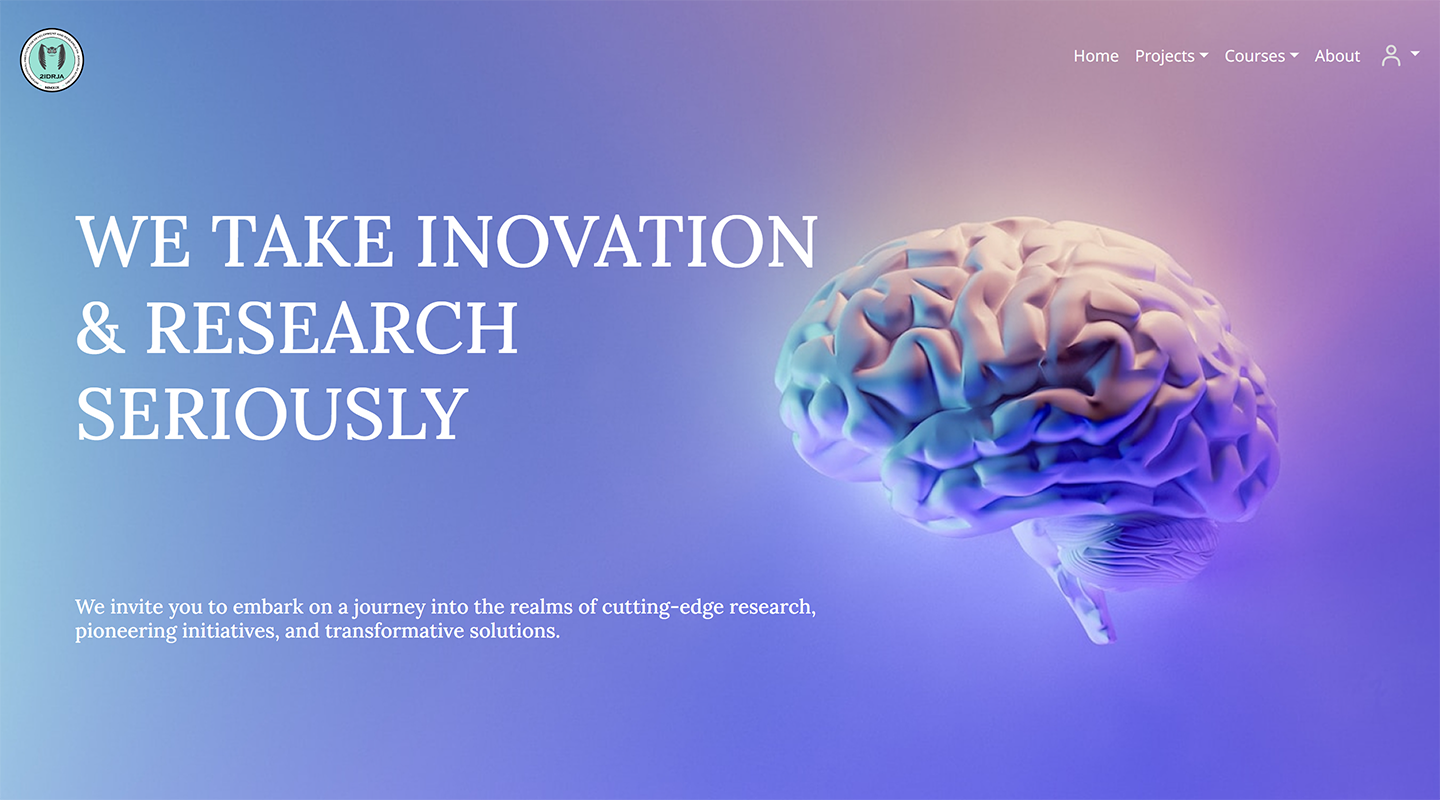 2IDRJA
Home Projects Courses About
WE TAKE INOVATION
& RESEARCH
SERIOUSLY
We invite you to embark on a journey into the realms of cutting-edge research,
pioneering initiatives, and transformative solutions.